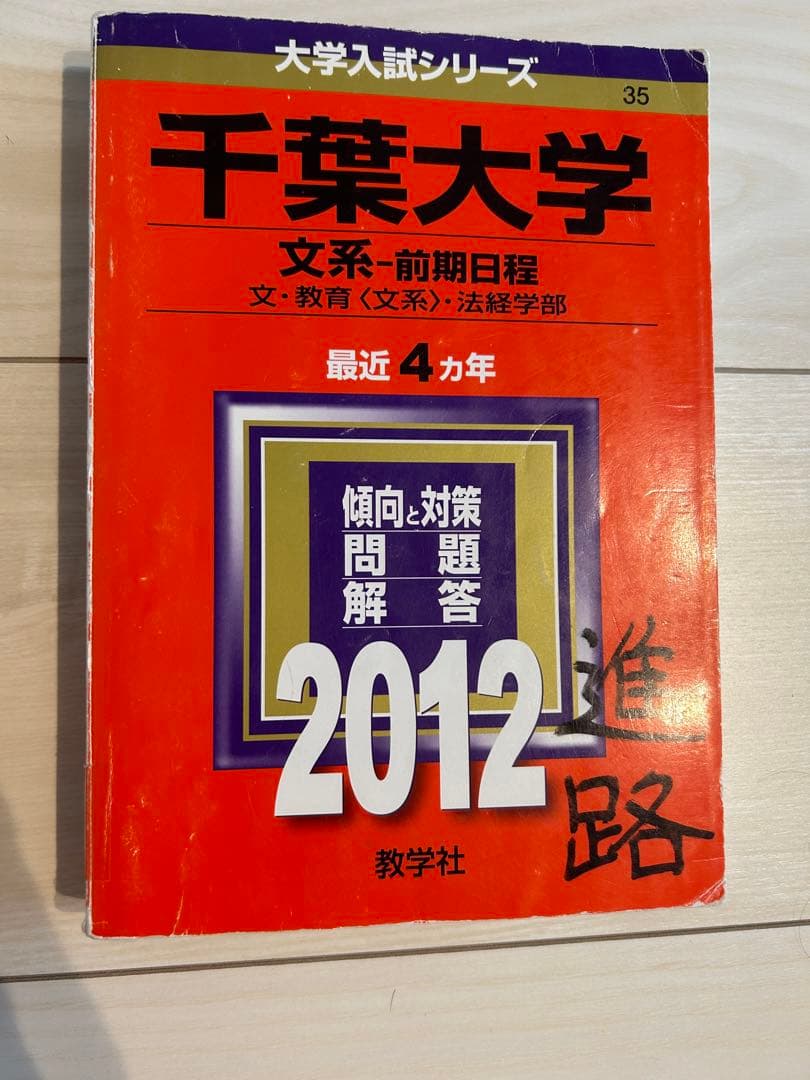 大学入試シリーズ
35
千葉大学
文系-前期日程
文・教育〈文系〉・法経学部
最近4カ年
傾向と対策
問題
解答
2012
教学社
進路